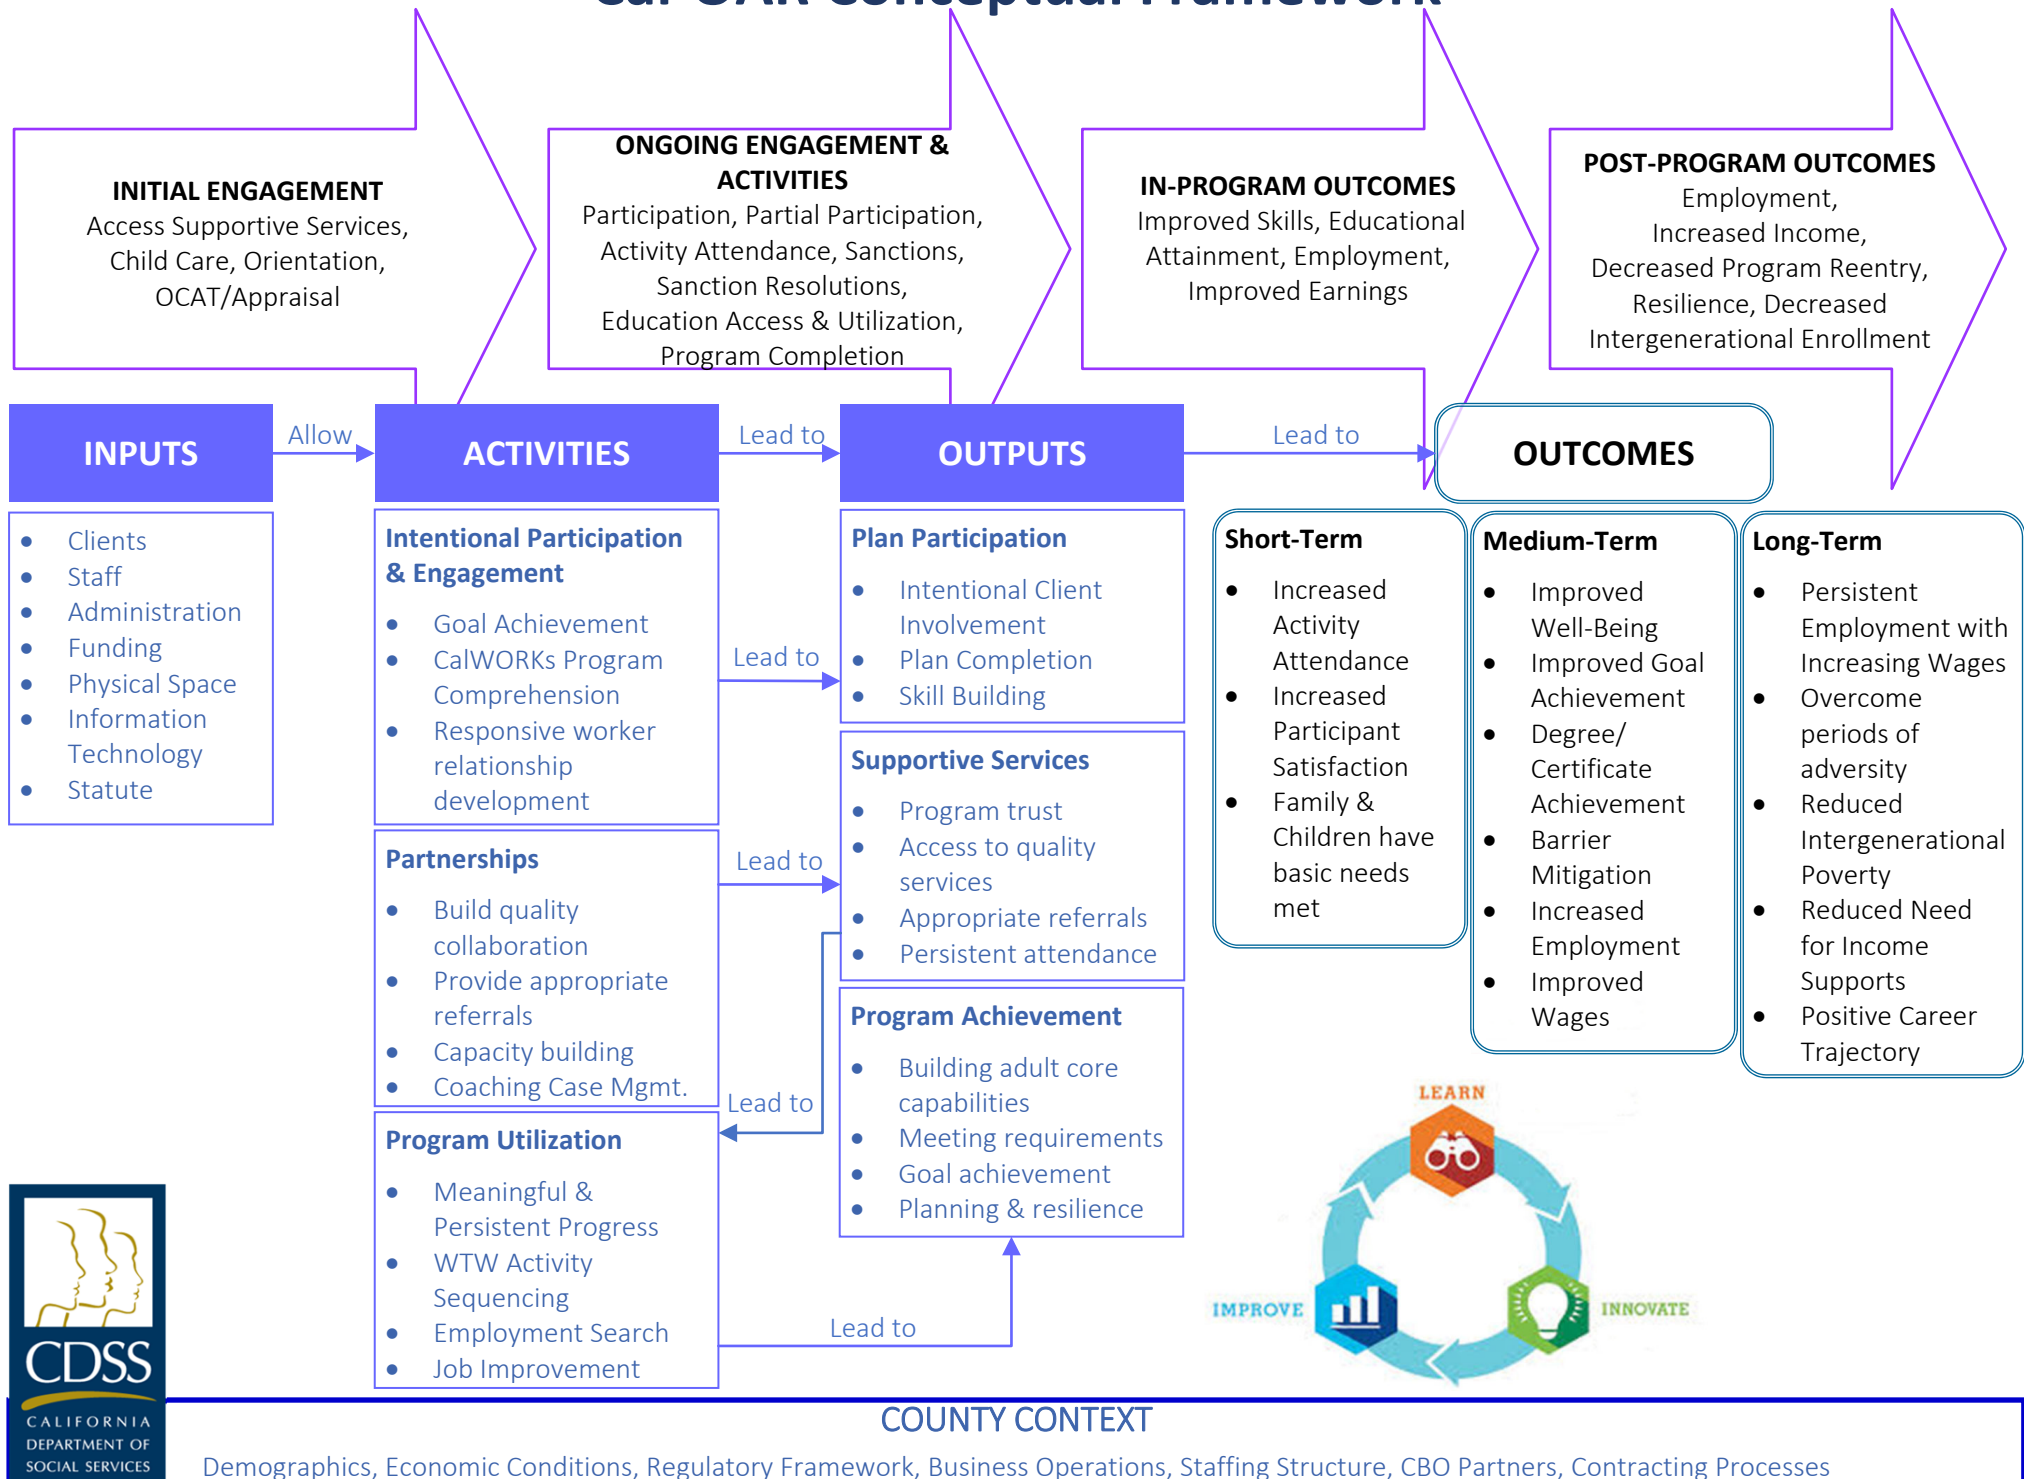 Cal-OAR Conceptual Framework
INITIAL ENGAGEMENT
Access Supportive Services,
Child Care, Orientation,
OCAT/Appraisal
ONGOING ENGAGEMENT &
ACTIVITIES
Participation, Partial Participation,
Activity Attendance, Sanctions,
Sanction Resolutions,
Education Access & Utilization,
Program Completion
IN-PROGRAM OUTCOMES
Improved Skills, Educational
Attainment, Employment,
Improved Earnings
POST-PROGRAM OUTCOMES
Employment,
Increased Income,
Decreased Program Reentry,
Resilience, Decreased
Intergenerational Enrollment
INPUTS
Allow
ACTIVITIES
Lead to
OUTPUTS
Lead to
OUTCOMES
• Clients
• Staff
• Administration
• Funding
• Physical Space
• Information
Technology
• Statute
Intentional Participation
& Engagement
• Goal Achievement
• CalWORKs Program
Comprehension
• Responsive worker
relationship
development
Lead to
Partnerships
• Build quality
collaboration
• Provide appropriate
referrals
• Capacity building
• Coaching Case Mgmt.
Lead to
Program Utilization
• Meaningful &
Persistent Progress
• WTW Activity
Sequencing
• Employment Search
• Job Improvement
Lead to
Plan Participation
• Intentional Client
Involvement
• Plan Completion
• Skill Building
Supportive Services
• Program trust
• Access to quality
services
• Appropriate referrals
• Persistent attendance
Lead to
Program Achievement
• Building adult core
capabilities
• Meeting requirements
• Goal achievement
• Planning & resilience
Short-Term
• Increased
Activity
Attendance
• Increased
Participant
Satisfaction
• Family &
Children have
basic needs
met
Medium-Term
• Improved
Well-Being
• Improved Goal
Achievement
• Degree/
Certificate
Achievement
• Barrier
Mitigation
• Increased
Employment
• Improved
Wages
Long-Term
• Persistent
Employment with
Increasing Wages
• Overcome
periods of
adversity
• Reduced
Intergenerational
Poverty
• Reduced Need
for Income
Supports
• Positive Career
Trajectory
LEARN
IMPROVE
INNOVATE
CDSS
CALIFORNIA
DEPARTMENT OF
SOCIAL SERVICES
COUNTY CONTEXT
Demographics, Economic Conditions, Regulatory Framework, Business Operations, Staffing Structure, CBO Partners, Contracting Processes